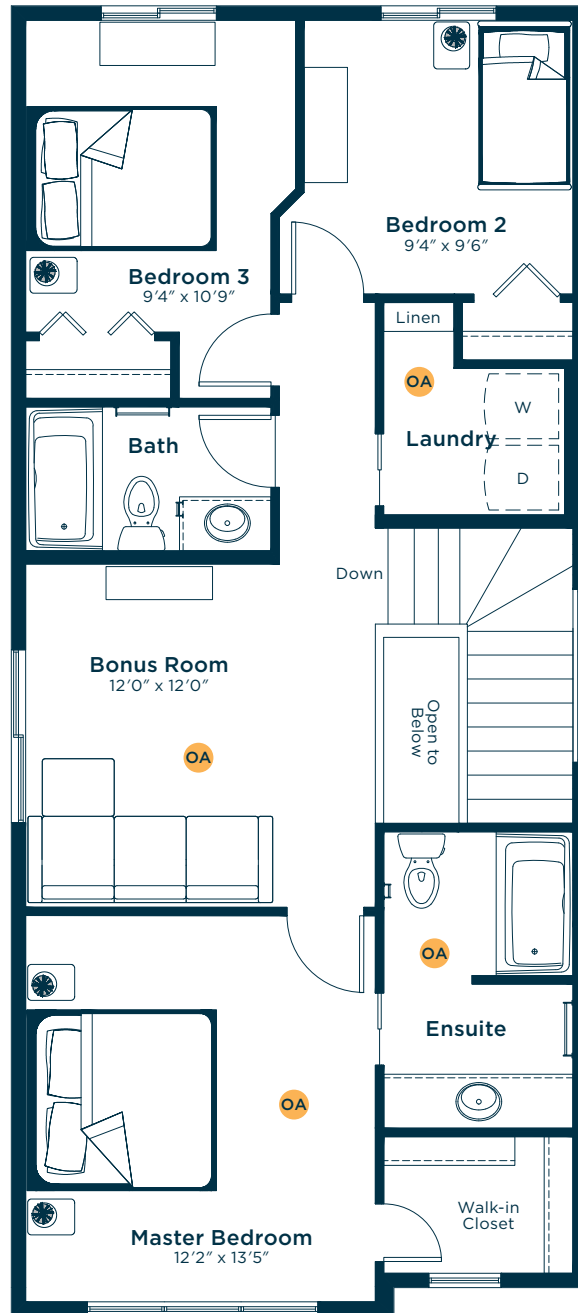 Bedroom 2
9′4″ x 9′6″
Bedroom 3
9′4″ x 10′9″
Linen
OA
W
Laundry
Bath
D
Down
Bonus Room
12′0″ x 12′0″
Open to
Below
OA
OA
Ensuite
OA
Walk-in
Closet
Master Bedroom
12′2″ x 13′5″